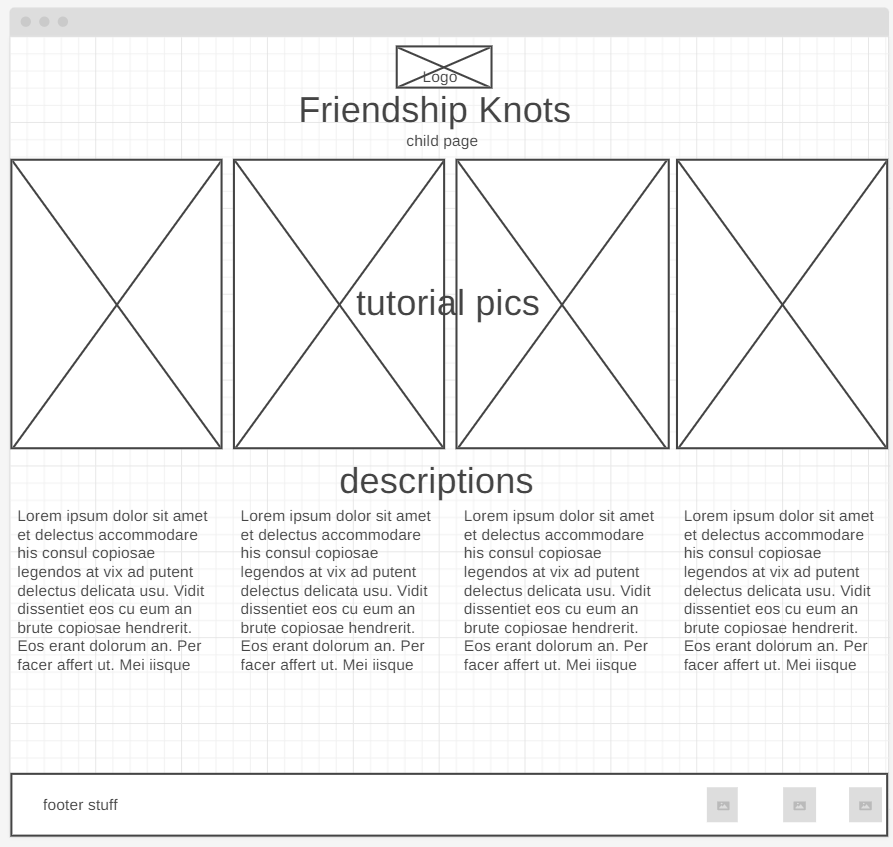 Logo
Friendship Knots
child page
tutorial pics
descriptions
Lorem ipsum dolor sit amet
et delectus accommodare
his consul copiosae
legendos at vix ad putent
delectus delicata usu. Vidit
dissentiet eos cu eum an
brute copiosae hendrerit.
Eos erant dolorum an. Per
facer affert ut. Mei iisque
Lorem ipsum dolor sit amet
et delectus accommodare
his consul copiosae
legendos at vix ad putent
delectus delicata usu. Vidit
dissentiet eos cu eum an
brute copiosae hendrerit.
Eos erant dolorum an. Per
facer affert ut. Mei iisque
Lorem ipsum dolor sit amet
et delectus accommodare
his consul copiosae
legendos at vix ad putent
delectus delicata usu. Vidit
dissentiet eos cu eum an
brute copiosae hendrerit.
Eos erant dolorum an. Per
facer affert ut. Mei iisque
Lorem ipsum dolor sit amet
et delectus accommodare
his consul copiosae
legendos at vix ad putent
delectus delicata usu. Vidit
dissentiet eos cu eum an
brute copiosae hendrerit.
Eos erant dolorum an. Per
facer affert ut. Mei iisque
footer stuff